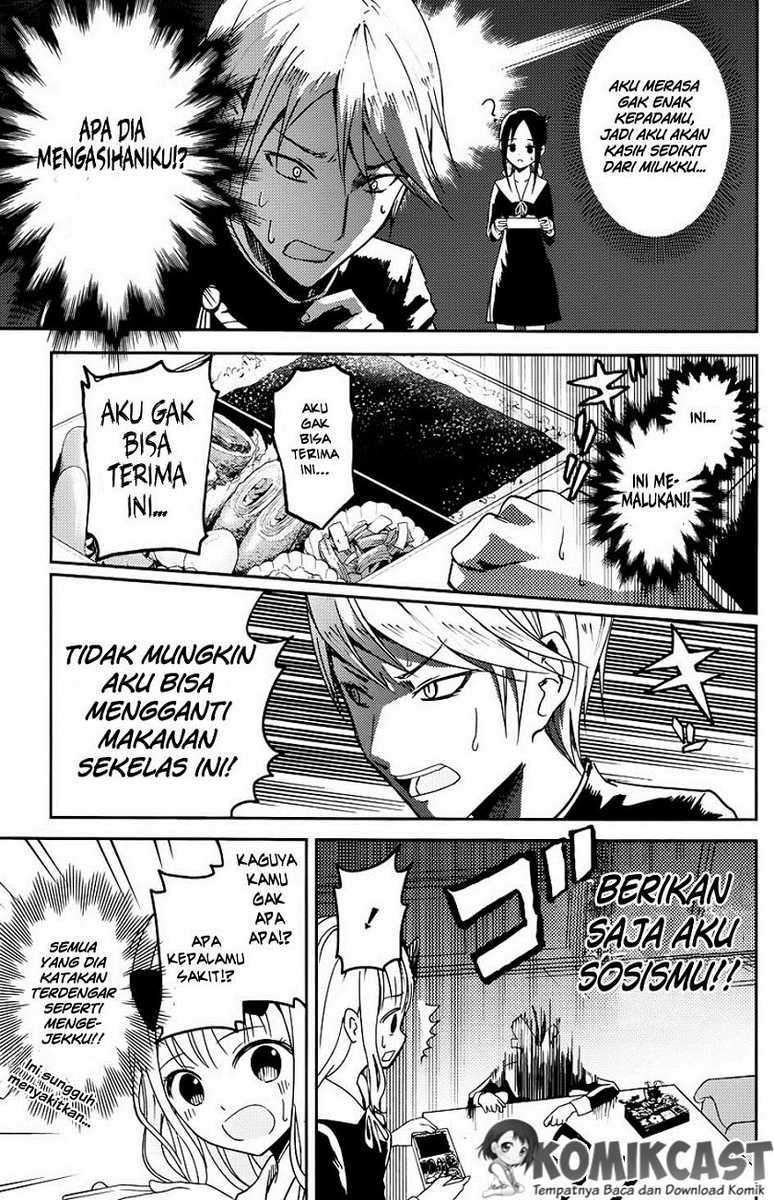 AKU MERASA
GAK ENAK
KEPADAMU,
JADI AKU AKAN
KASIH SEDIKIT
DARI MILIKKU...
?
APA DIA
MENGASIHANIKU!?
INI...
INI ME-
MALUKAN!!
AKU
GAK
BISA
TERIMA
INI...
AKU GAK
BISA
TERIMA
INI...
TIDAK MUNGKIN
AKU BISA
MENGGANTI
MAKANAN
SEKELAS INI!
BERIKAN
SAJA AKU
SOSISMU!!
ゴン
!
KAGUYA
KAMU
GAK
APA
APA!?
APA
KEPALAMU
SAKIT!?
SEMUA
YANG DIA
KATAKAN
TERDENGAR
SEPERTI
MENGE-
JEKKU!!
Ini sungguh
menyakitkan...
KOMIKCAST
Tempatnya Baca dan Download Komik